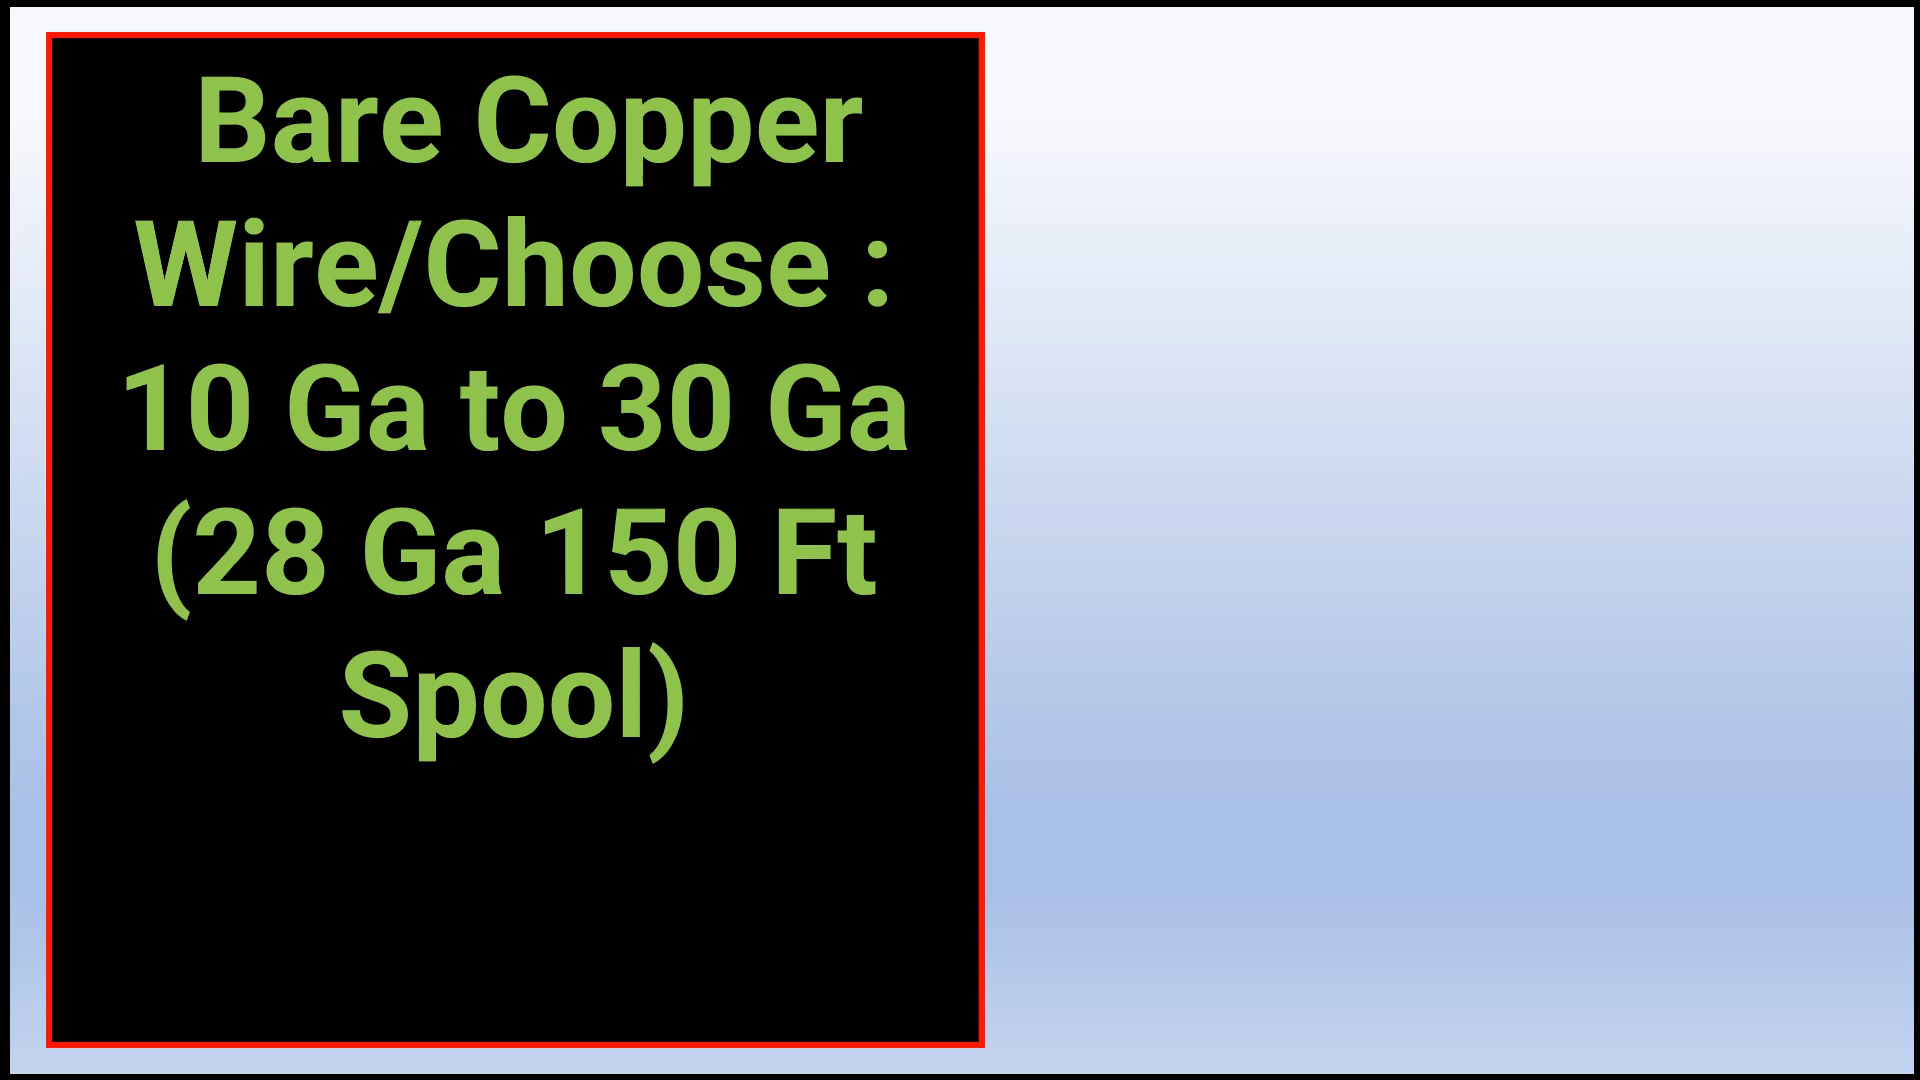 Bare Copper
Wire/Choose :
10 Ga to 30 Ga
(28 Ga 150 Ft
Spool)